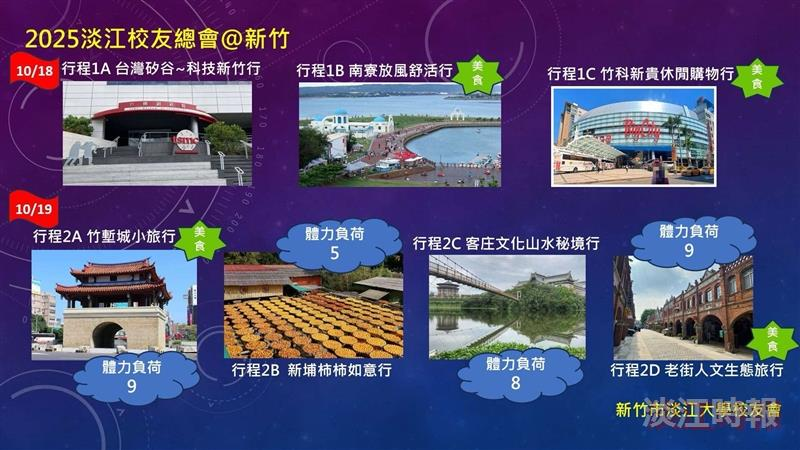 2025淡江校友總會@新竹
10/18
行程1A 台灣矽谷~科技新竹行
行程1B 南寮放風舒活行
美食
行程1C 竹科新貴休閒購物行
美食
tsmc
Big City
10/19
行程2A 竹塹城小旅行
美食
體力負荷
9
體力負荷
5
行程2B 新埔柿柿如意行
行程2C 客庄文化山水秘境行
體力負荷
8
體力負荷
9
美食
行程2D 老街人文生態旅行
新竹市淡江大學校友會
淡江時報